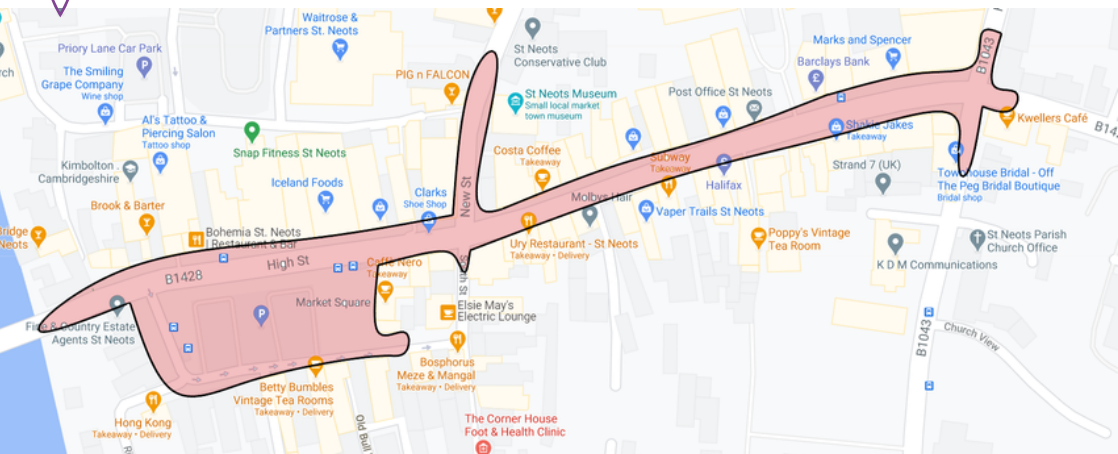 Waitrose &
Partners St. Neots
St Neots
Conservative Club
B1043
Marks and Spencer
Priory Lane Car Park
P
Barclays Bank
The Smiling
Grape Company
Wine shop
PIG n FALCON
St Neots Museum
Small local market
town museum
Post Office St Neots
Al's Tattoo &
Piercing Salon
Tattoo shop
Shakie Jakes
Takeaway
Kwellers Café
Snap Fitness St Neots
Costa Coffee
Takeaway
Subway
Takeaway
Kimbolton
Cambridgeshire
Strand 7 (UK)
Iceland Foods
Clarks
Shoe Shop
New St
Molbys Hair
Halifax
Townhouse Bridal - Off
The Peg Bridal Boutique
Bridal shop
Brook & Barter
Vaper Trails St Neots
Bohemia St. Neots
| Restaurant & Bar
Ury Restaurant - St Neots
Takeaway • Delivery
Poppy's Vintage
Tea Room
St Neots Parish
Church Office
K D M Communications
B1428
High St
Caffè Nero
Takeaway
Market Square
P
Elsie May's
Electric Lounge
Fine & Country Estate
Agents St Neots
B1043
Church View
Bosphorus
Meze & Mangal
Takeaway • Delivery
Betty Bumbles
Vintage Tea Rooms
Takeaway • Delivery
Hong Kong
Takeaway • Delivery
Old Bull
The Corner House
Foot & Health Clinic